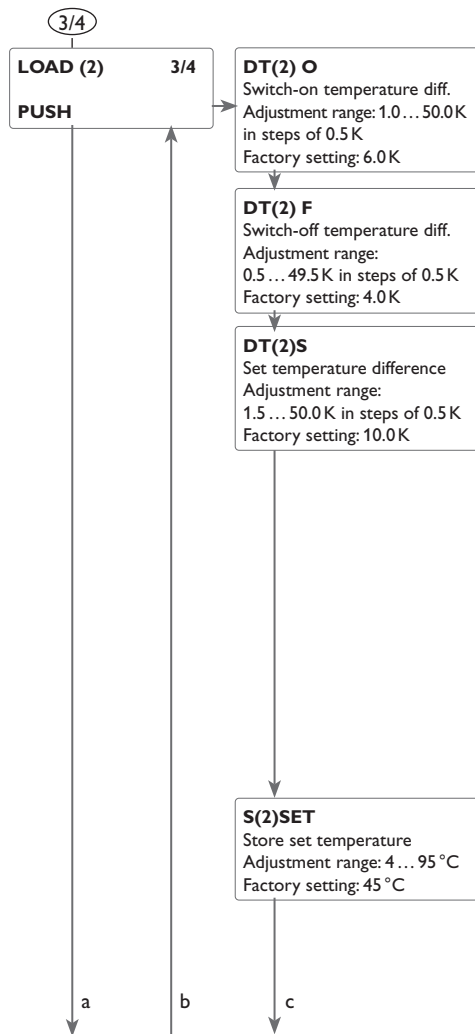 3/4
LOAD (2) 3/4
PUSH
DT(2) O
Switch-on temperature diff.
Adjustment range: 1.0 … 50.0 K
in steps of 0.5 K
Factory setting: 6.0 K
DT(2) F
Switch-off temperature diff.
Adjustment range:
0.5 … 49.5 K in steps of 0.5 K
Factory setting: 4.0 K
DT(2)S
Set temperature difference
Adjustment range:
1.5 … 50.0 K in steps of 0.5 K
Factory setting: 10.0 K
S(2)SET
Store set temperature
Adjustment range: 4 … 95 °C
Factory setting: 45 °C
a b c